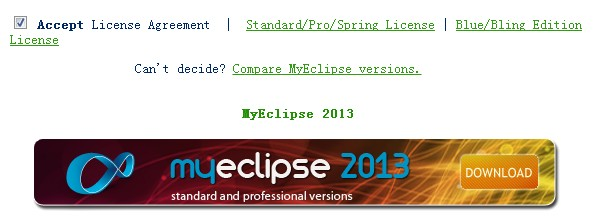 Accept License Agreement | Standard/Pro/Spring License | Blue/Bling Edition
License
Can't decide? Compare MyEclipse versions.
MyEclipse 2013
myeclipse 2013
DOWNLOAD
standard and professional versions